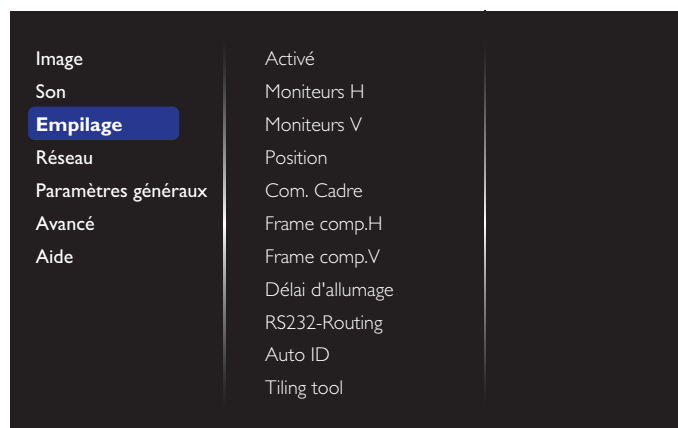 Image
Son
Empilage
Réseau
Paramètres généraux
Avancé
Aide
Activé
Moniteurs H
Moniteurs V
Position
Com. Cadre
Frame comp.H
Frame comp.V
Délai d'allumage
RS232-Routing
Auto ID
Tiling tool